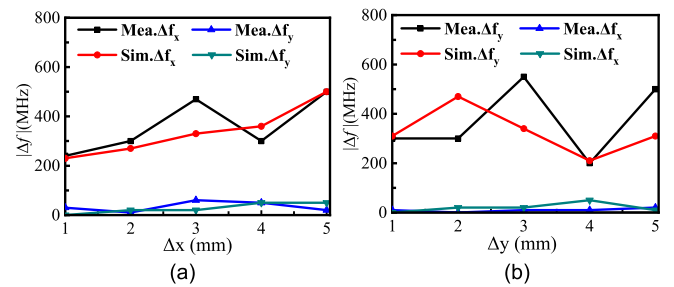 Mea.Δfx Mea.Δfy
Sim.Δfx Sim.Δfy
800
600
400
200
0
|Δf|(MHz)
1 2 3 4 5
Δx (mm)
(a)
Mea.Δfy Mea.Δfx
Sim.Δfy Sim.Δfx
800
600
400
200
0
|Δf|(MHz)
1 2 3 4 5
Δy (mm)
(b)